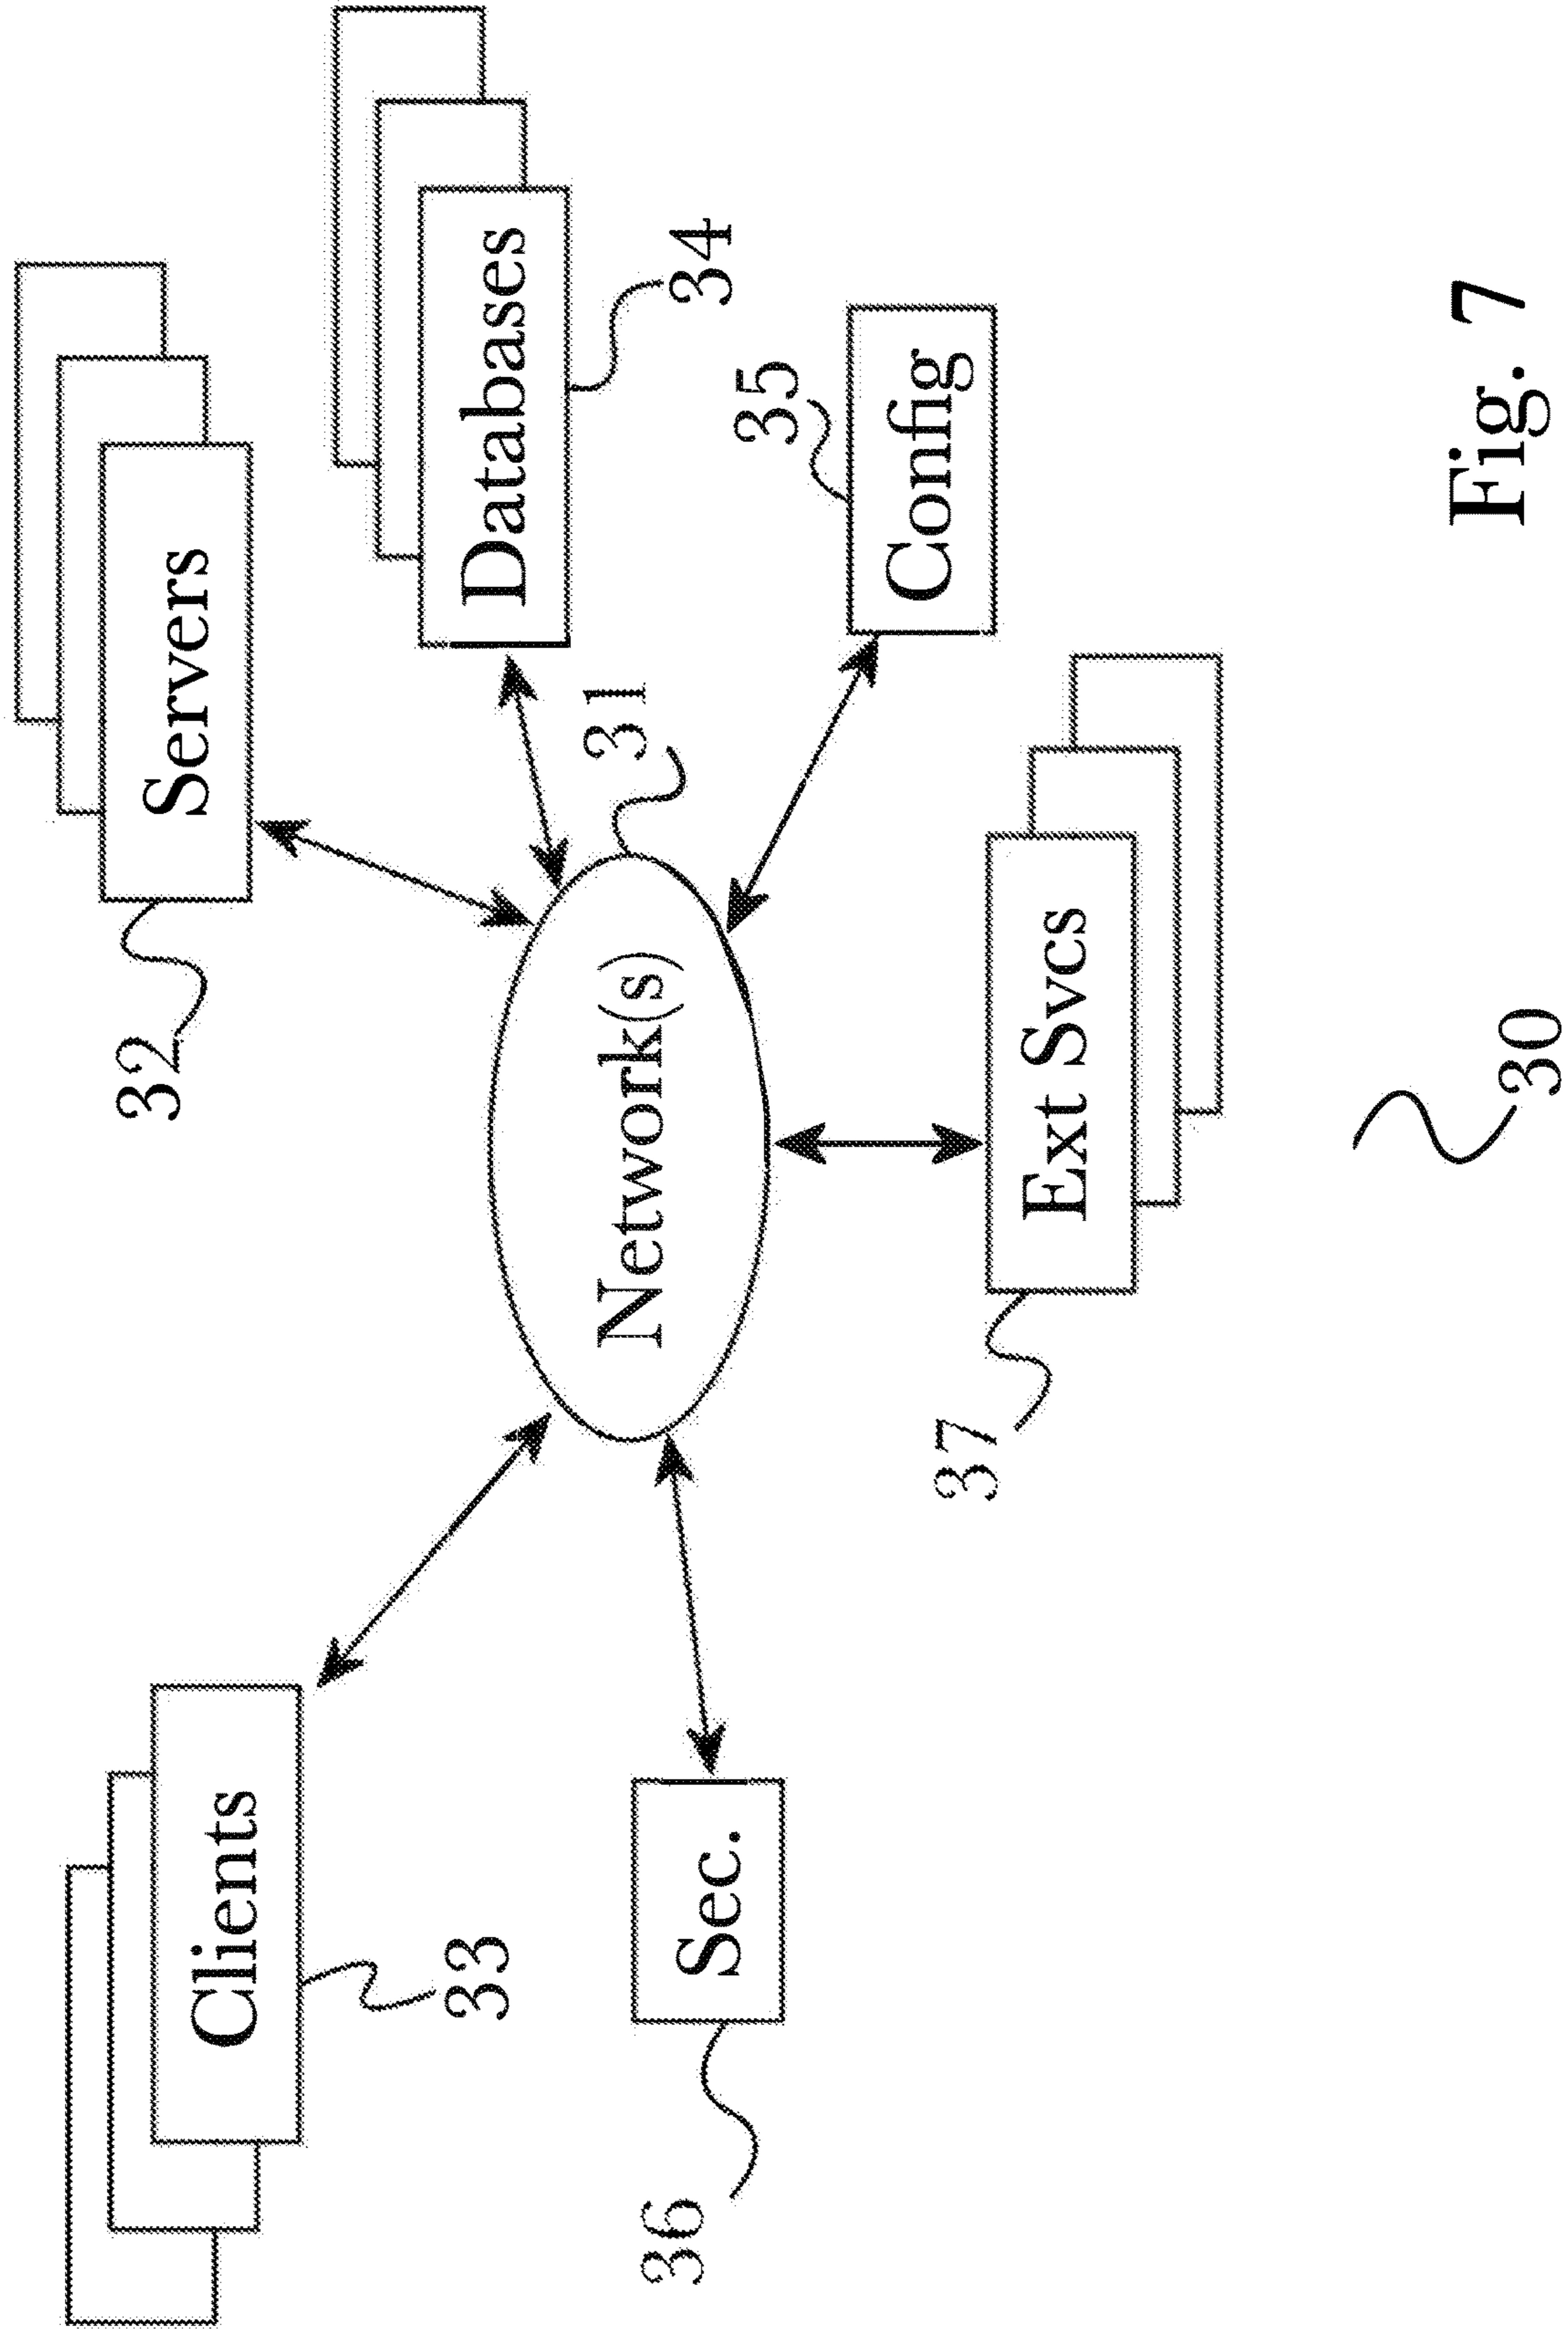 32
Servers
Clients
33
Databases
34
31
Network(s)
36
Sec.
35
Config
37
Ext Svcs
30
Fig. 7